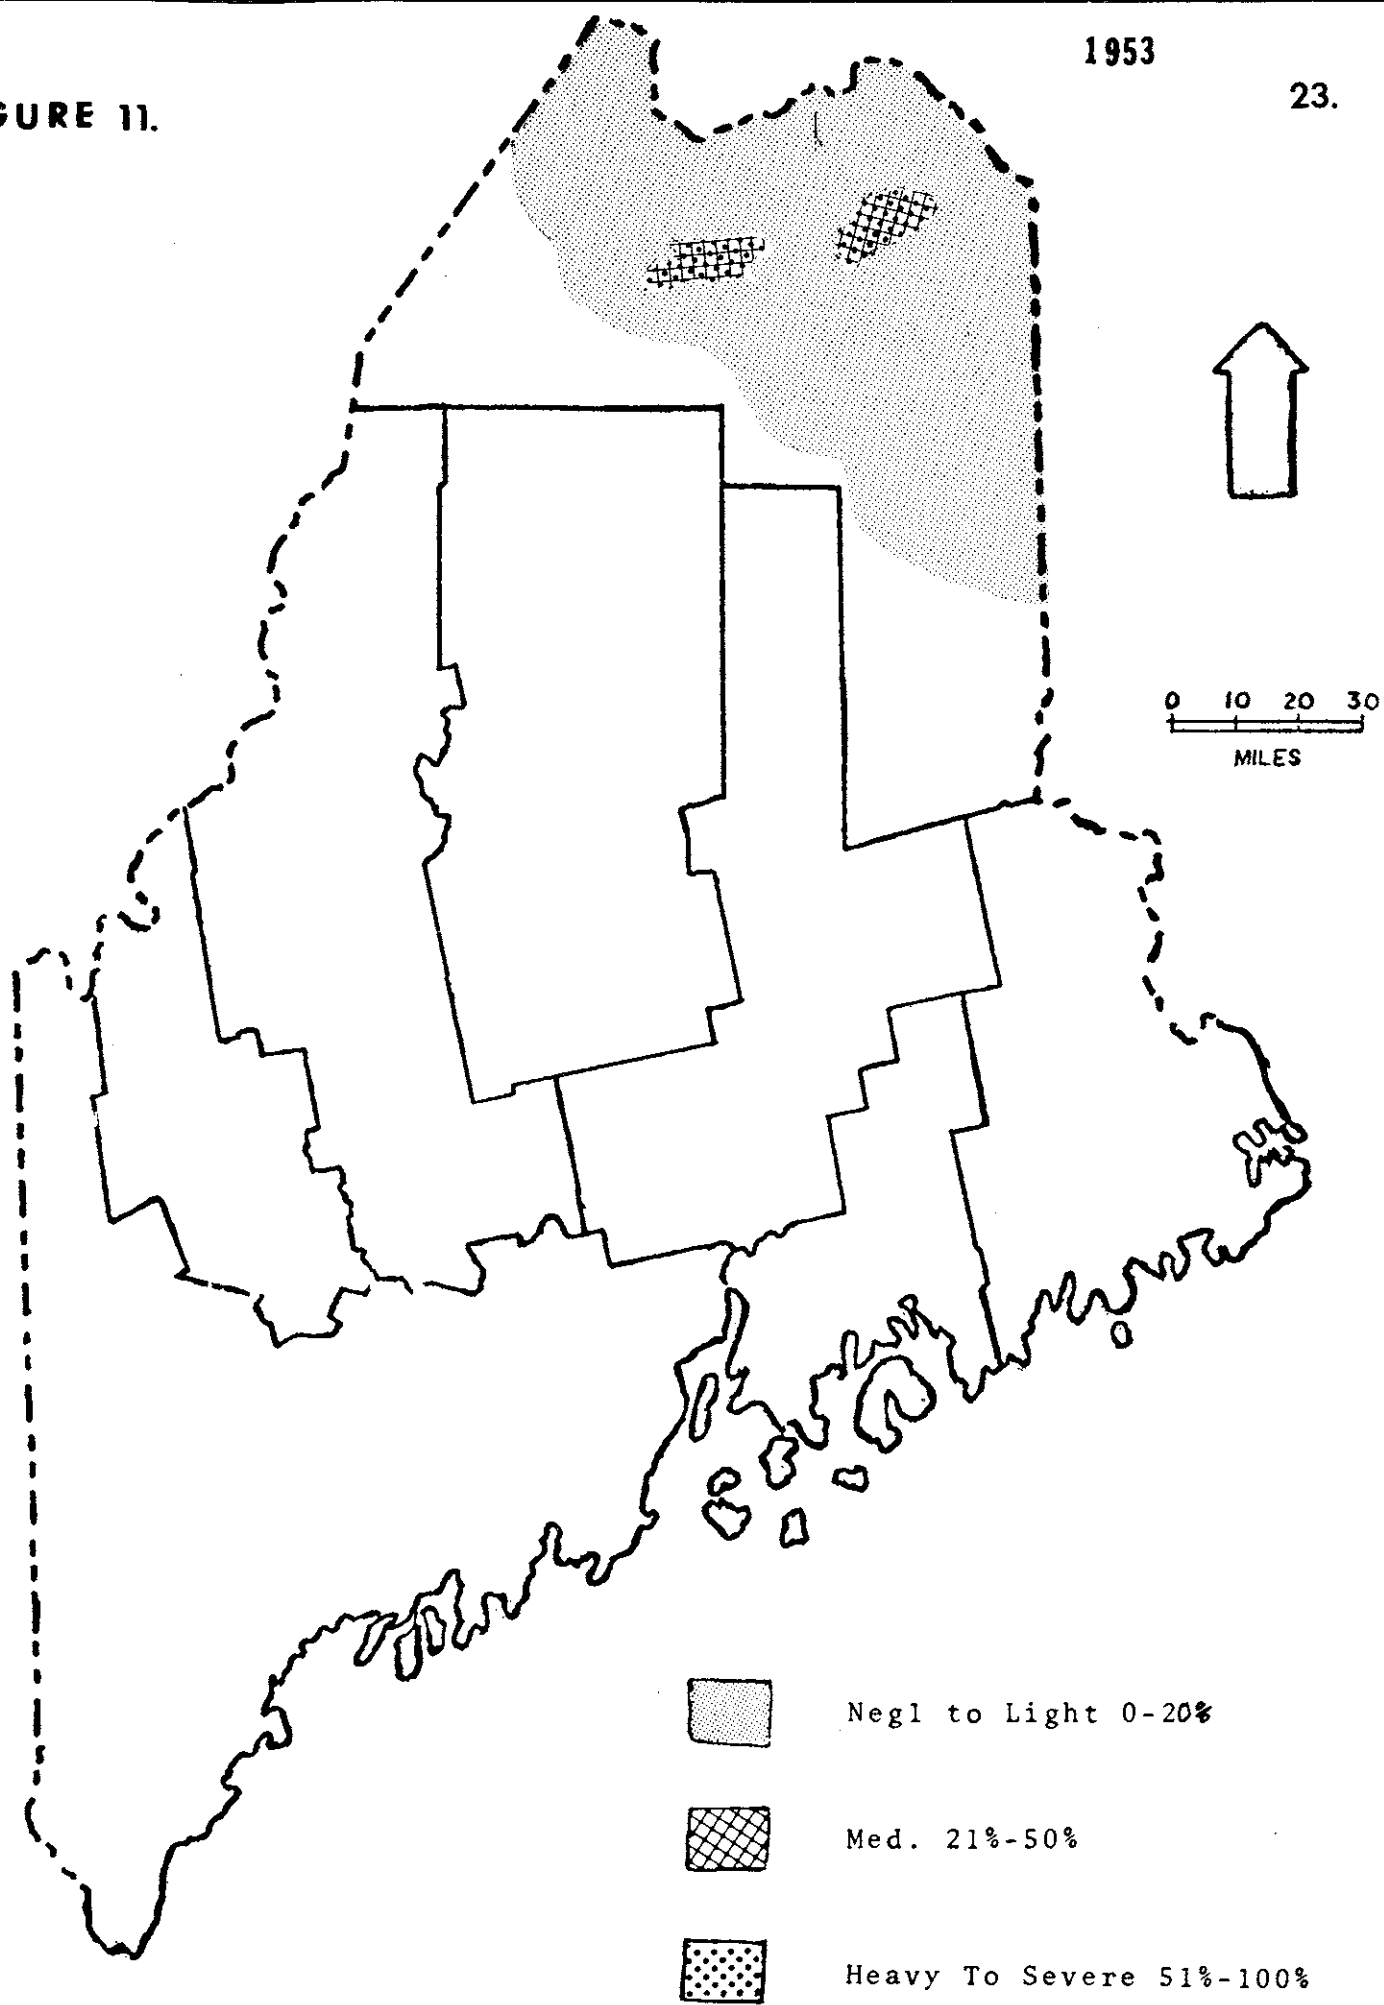 1953
GURE 11.
23.
0 10 20 30
MILES
Negl to Light 0-20%
Med. 21%-50%
Heavy To Severe 51%-100%